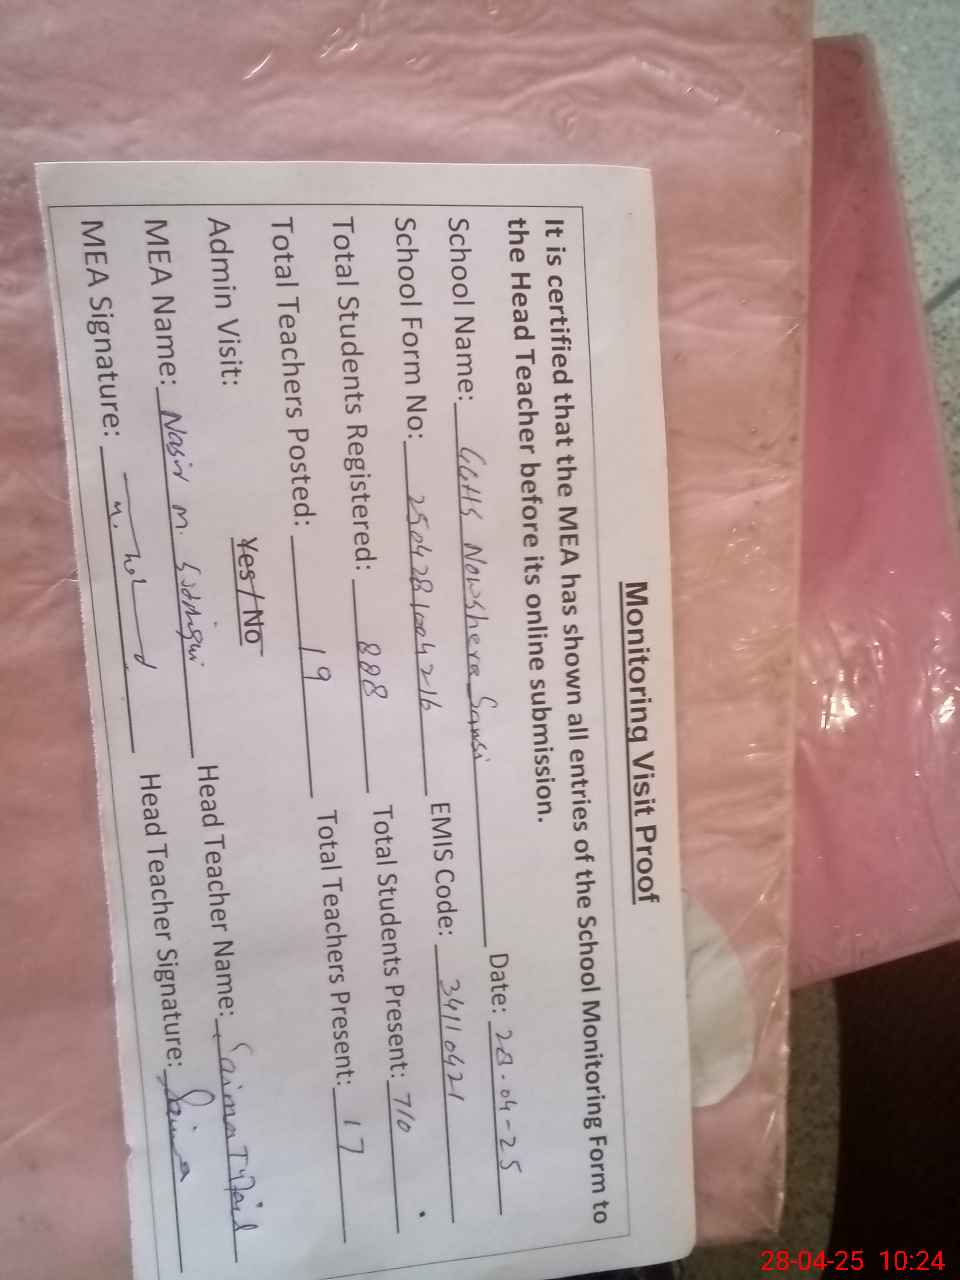 Monitoring Visit Proof
It is certified that the MEA has shown all entries of the School Monitoring Form to
the Head Teacher before its online submission.
School Name: GGHS Nowshera Sansi Date: 28-04-25
School Form No: 2504281004216 EMIS Code: 34110421
Total Students Registered: 888 Total Students Present: 710
Total Teachers Posted: 19 Total Teachers Present: 17
Admin Visit: Yes / No
MEA Name: Nasir M. Siddiqui Head Teacher Name: Saima
MEA Signature: Head Teacher Signature: Saima
28-04-25 10:24